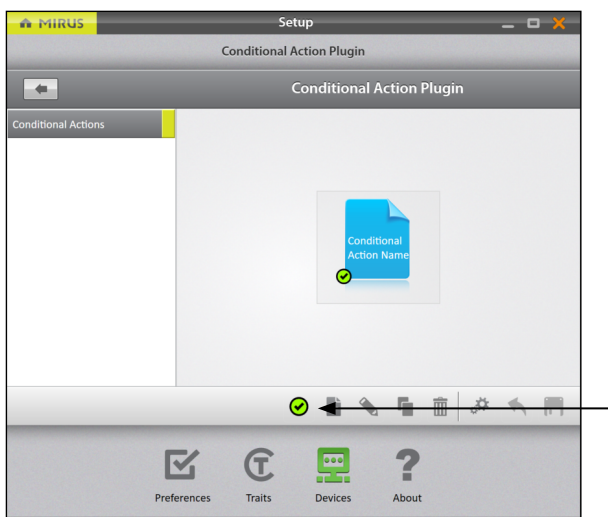 MIRUS
Setup
Conditional Action Plugin
Conditional Action Plugin
Conditional Actions
Conditional
Action Name
Preferences
Traits
Devices
About